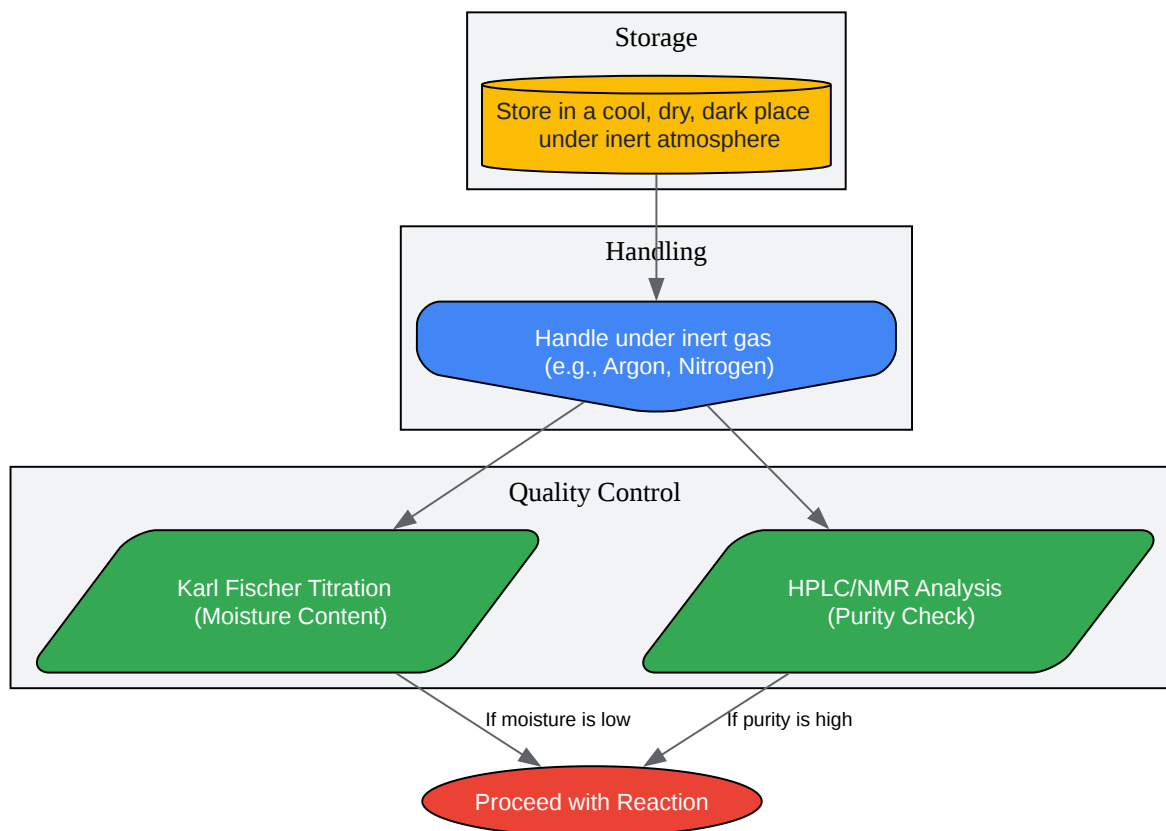 Storage
Store in a cool, dry, dark place
under inert atmosphere
Handling
Handle under inert gas
(e.g., Argon, Nitrogen)
Quality Control
Karl Fischer Titration
(Moisture Content)
HPLC/NMR Analysis
(Purity Check)
If moisture is low
If purity is high
Proceed with Reaction